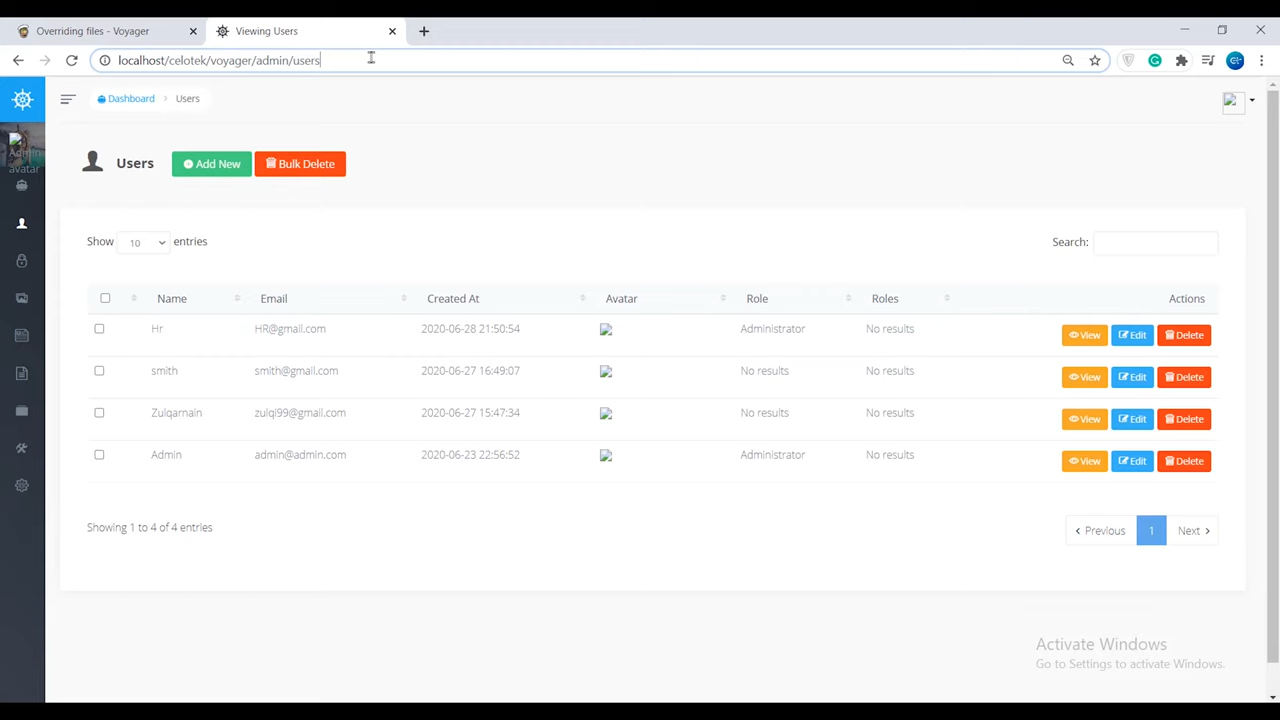 Overriding files - Voyager
Viewing Users
localhost/celotek/voyager/admin/users
Dashboard > Users
Admin
avatar
Users
Add New
Bulk Delete
Show 10 entries
Search:
Name Email Created At Avatar Role Roles Actions
Hr HR@gmail.com 2020-06-28 21:50:54 Administrator No results View Edit Delete
smith smith@gmail.com 2020-06-27 16:49:07 No results No results View Edit Delete
Zulqarnain zulqi99@gmail.com 2020-06-27 15:47:34 No results No results View Edit Delete
Admin admin@admin.com 2020-06-23 22:56:52 Administrator No results View Edit Delete
Showing 1 to 4 of 4 entries
Previous 1 Next
Activate Windows
Go to Settings to activate Windows.